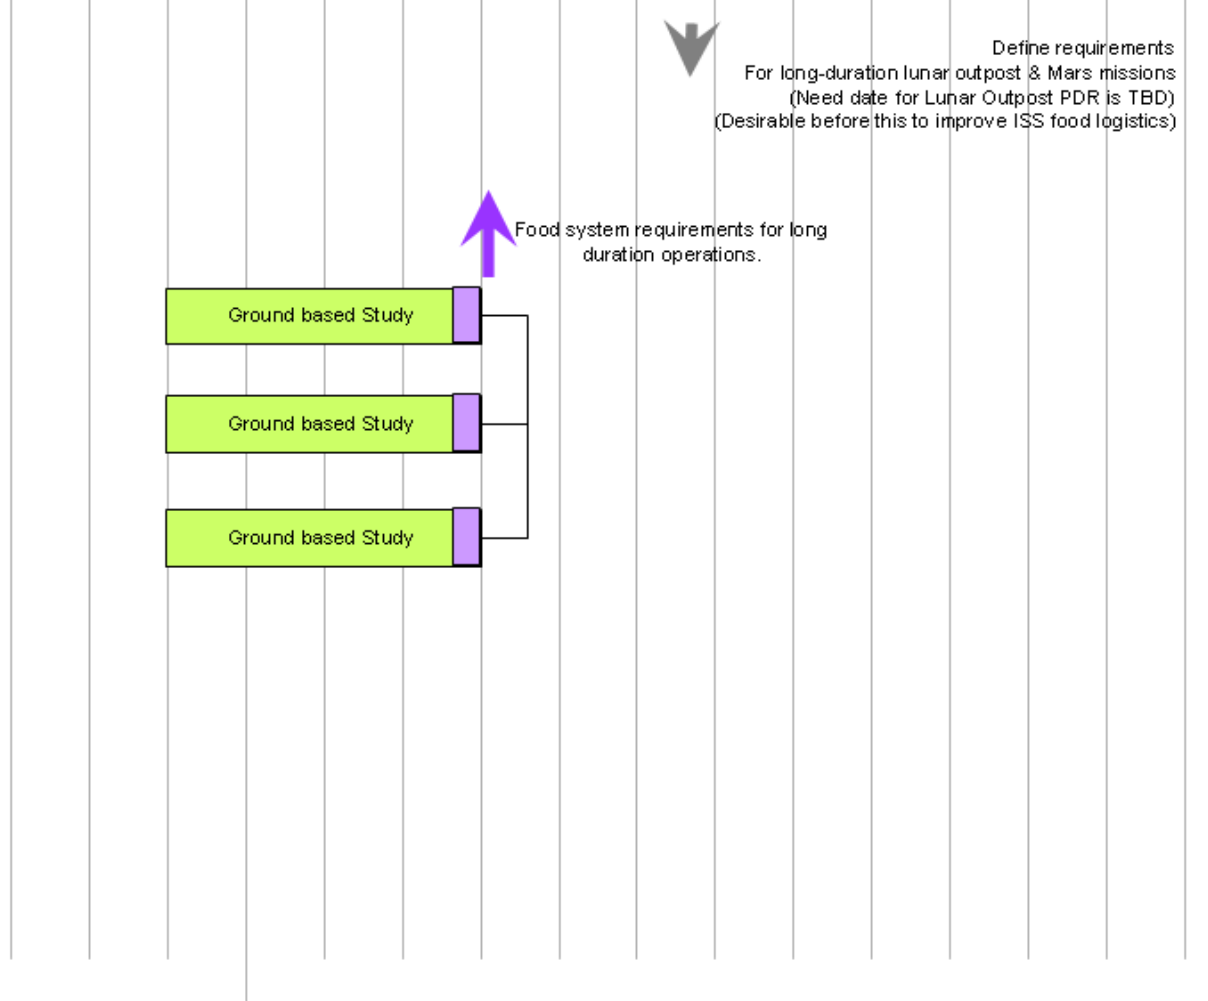 Define requirements
For long-duration lunar outpost & Mars missions
(Need date for Lunar Outpost PDR is TBD)
(Desirable before this to improve ISS food logistics)
Food system requirements for long
duration operations.
Ground based Study
Ground based Study
Ground based Study